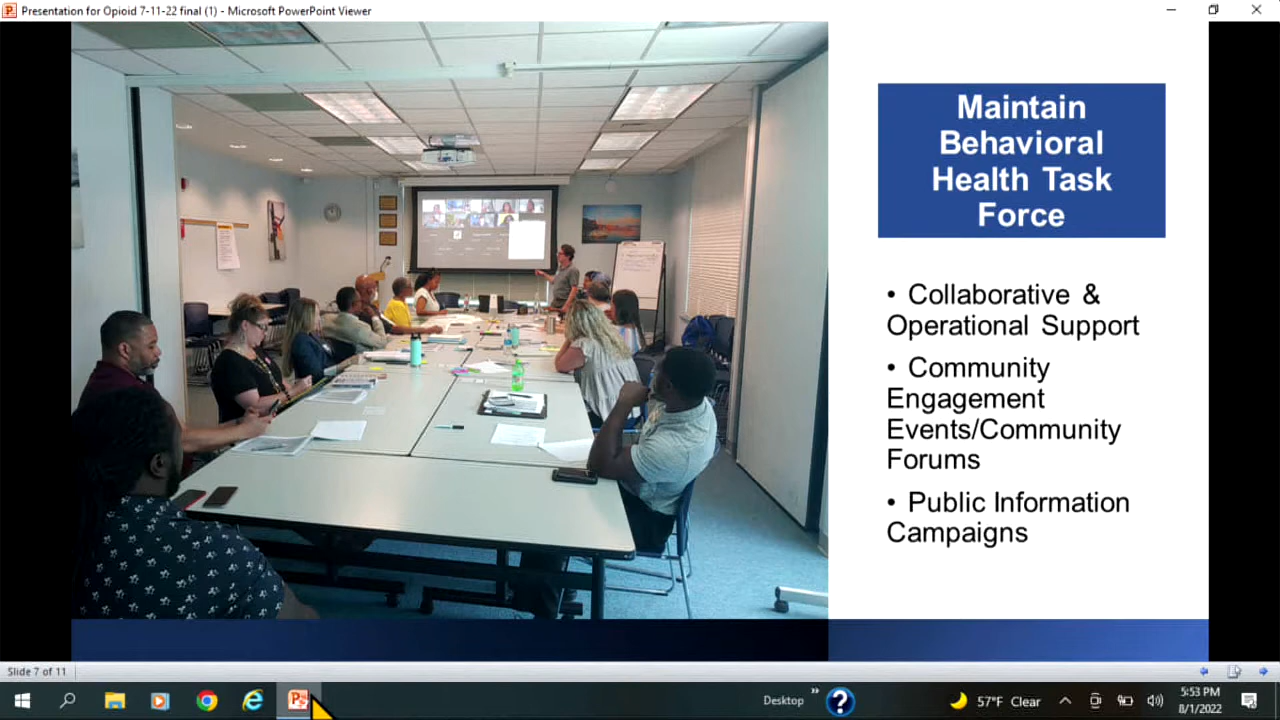 Presentation for Opioid 7-11-22 final (1) - Microsoft PowerPoint Viewer
Maintain
Behavioral
Health Task
Force
• Collaborative &
Operational Support
• Community
Engagement
Events/Community
Forums
• Public Information
Campaigns
Slide 7 of 11
Desktop
57°F Clear
5:53 PM
8/1/2022